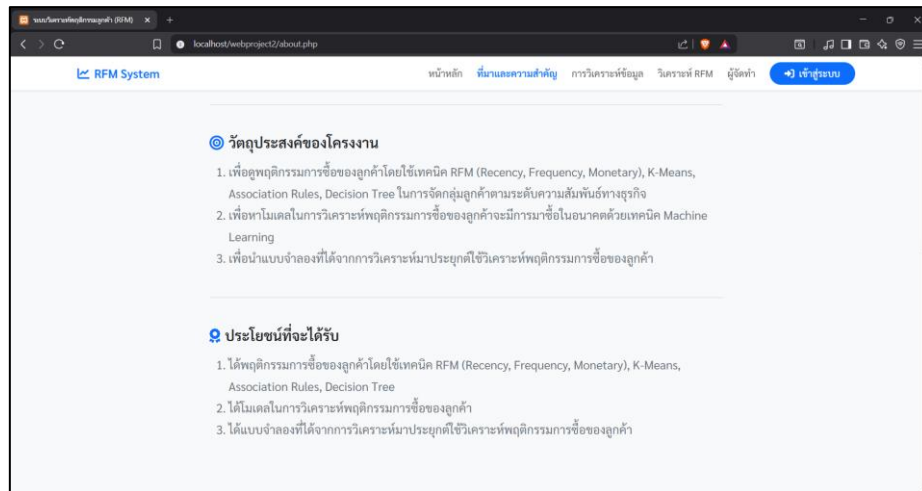 ระบบวิเคราะห์พฤติกรรมลูกค้า (RFM)
localhost/webproject2/about.php
RFM System
หน้าหลัก ที่มาและความสำคัญ การวิเคราะห์ข้อมูล วิเคราะห์ RFM ผู้จัดทำ เข้าสู่ระบบ
วัตถุประสงค์ของโครงงาน
1. เพื่อดูพฤติกรรมการซื้อของลูกค้าโดยใช้เทคนิค RFM (Recency, Frequency, Monetary), K-Means,
Association Rules, Decision Tree ในการจัดกลุ่มลูกค้าตามระดับความสัมพันธ์ทางธุรกิจ
2. เพื่อหาโมเดลในการวิเคราะห์พฤติกรรมการซื้อของลูกค้าจะมีการมาซื้อในอนาคตด้วยเทคนิค Machine
Learning
3. เพื่อนำแบบจำลองที่ได้จากการวิเคราะห์มาประยุกต์ใช้วิเคราะห์พฤติกรรมการซื้อของลูกค้า
ประโยชน์ที่จะได้รับ
1. ได้พฤติกรรมการซื้อของลูกค้าโดยใช้เทคนิค RFM (Recency, Frequency, Monetary), K-Means,
Association Rules, Decision Tree
2. ได้โมเดลในการวิเคราะห์พฤติกรรมการซื้อของลูกค้า
3. ได้แบบจำลองที่ได้จากการวิเคราะห์มาประยุกต์ใช้วิเคราะห์พฤติกรรมการซื้อของลูกค้า